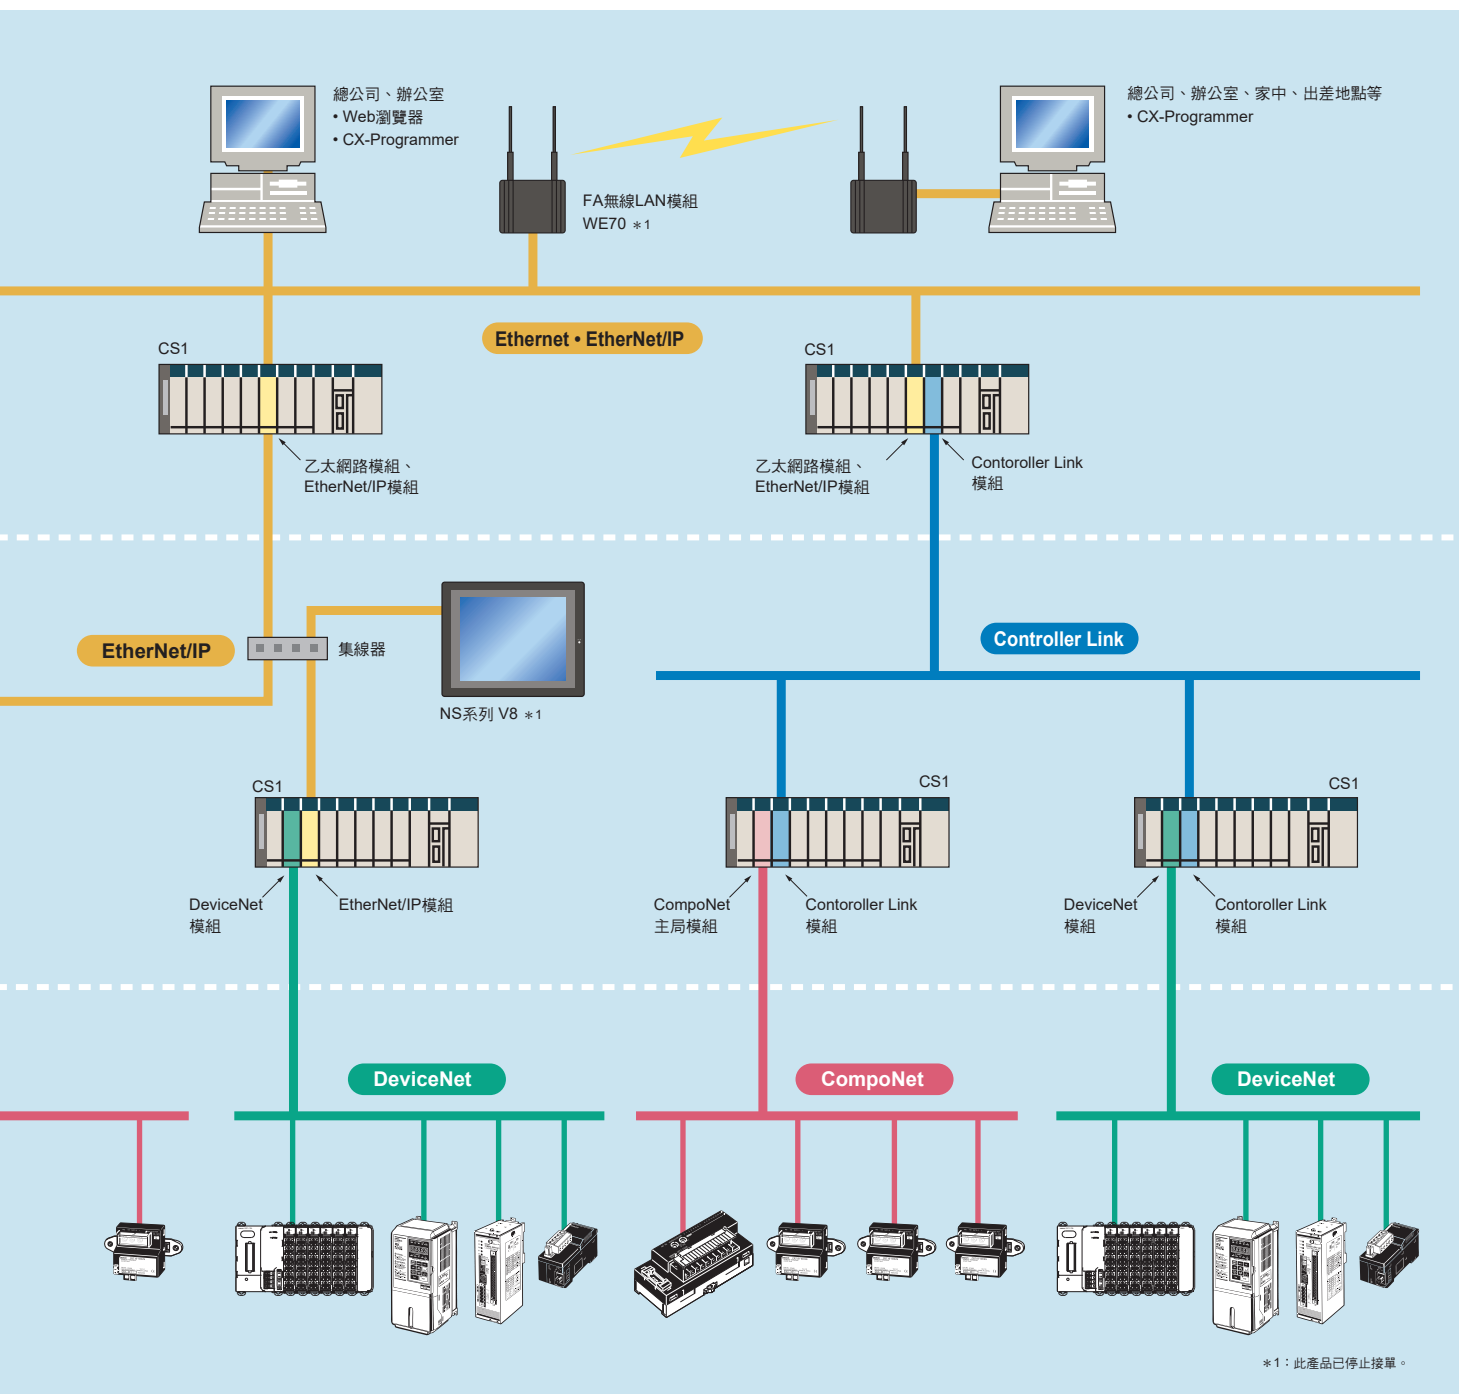 總公司、辦公室
• Web瀏覽器
• CX-Programmer
總公司、辦公室、家中、出差地點等
• CX-Programmer
FA無線LAN模組
WE70 ＊1
Ethernet • EtherNet/IP
CS1
CS1
乙太網路模組、
EtherNet/IP模組
乙太網路模組、
EtherNet/IP模組
Contoroller Link
模組
EtherNet/IP
集線器
NS系列 V8 ＊1
Controller Link
CS1
CS1
CS1
DeviceNet
模組
EtherNet/IP模組
CompoNet
主局模組
Contoroller Link
模組
DeviceNet
模組
Contoroller Link
模組
DeviceNet
CompoNet
DeviceNet
＊1：此產品已停止接單。